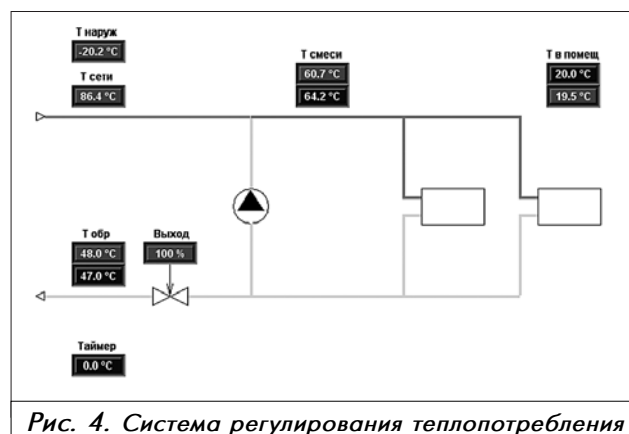 Т наруж
-20.2 °C
Т сети
86.4 °C
Т смеси
60.7 °C
64.2 °C
Т в помещ
20.0 °C
19.5 °C
Т обр
48.0 °C
47.0 °C
Выход
100 %
Таймер
0.0 °C
Рис. 4. Система регулирования теплопотребления